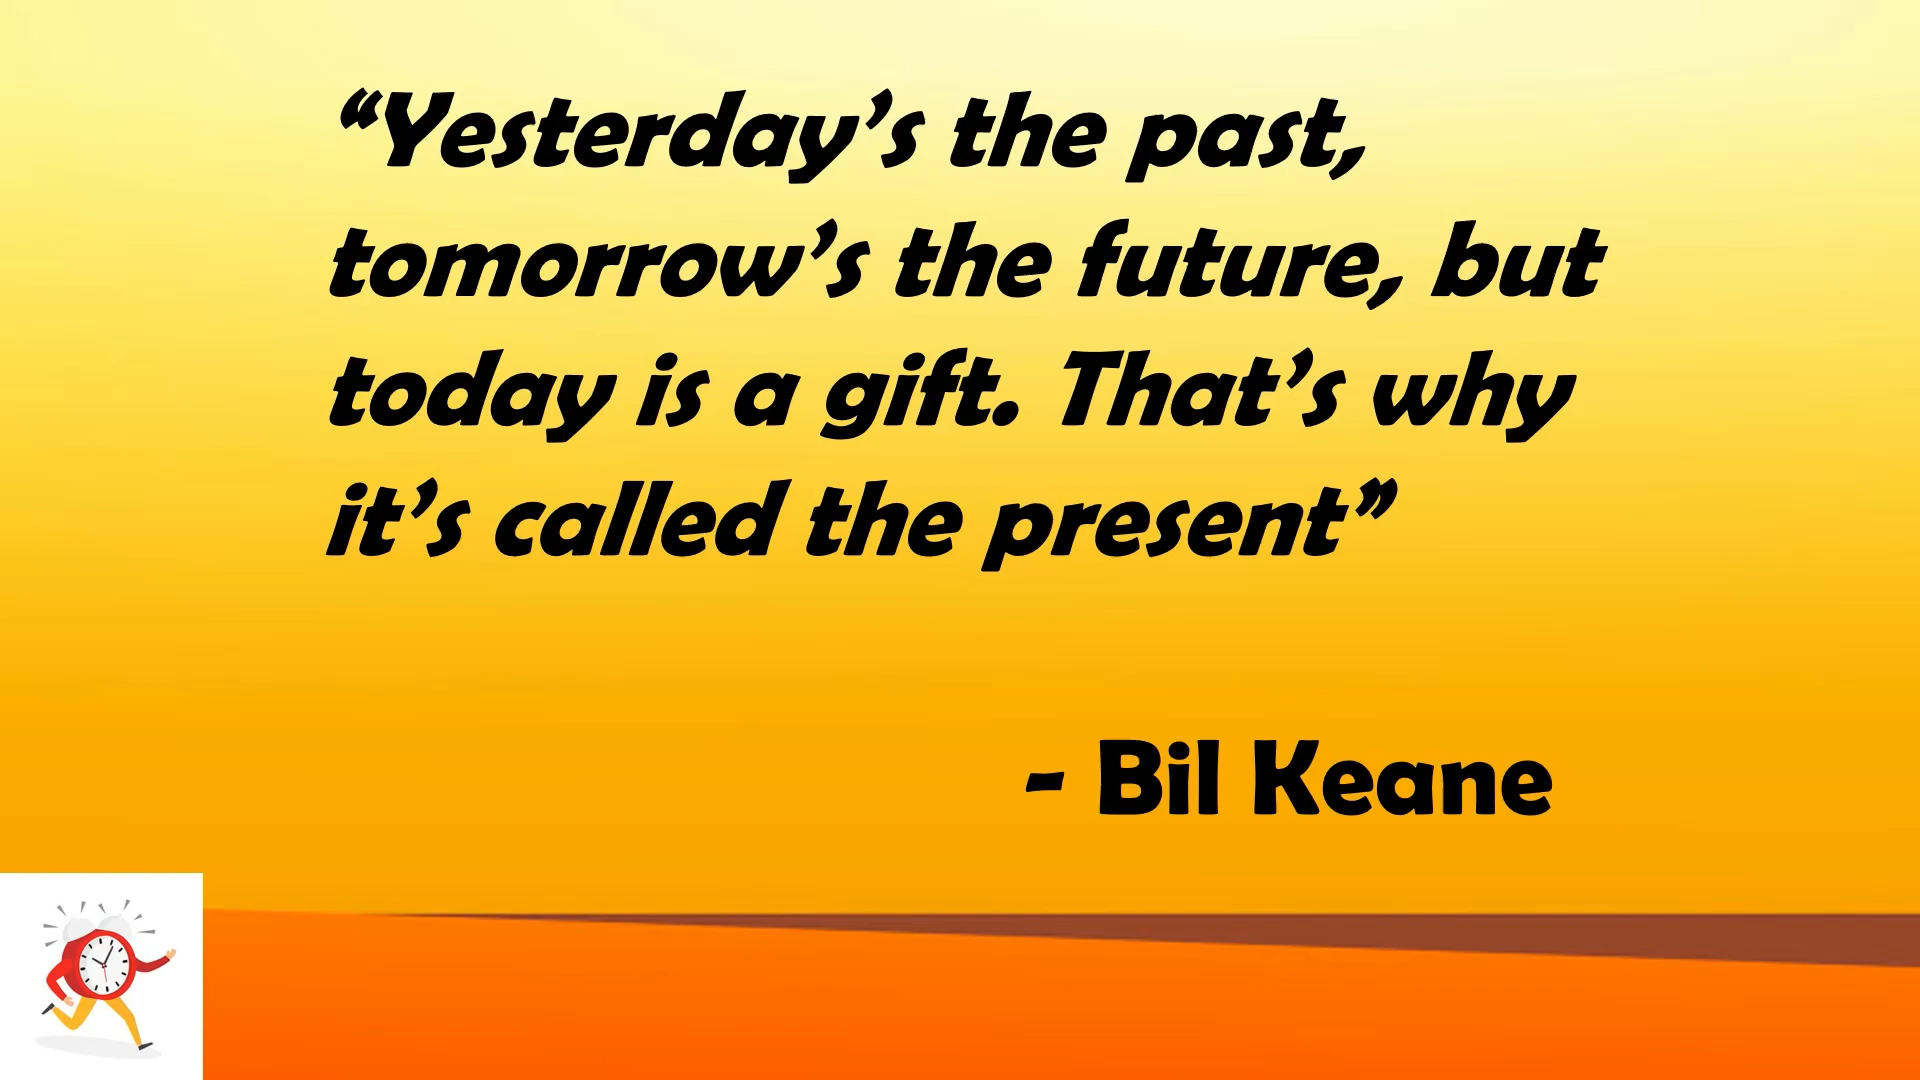 “Yesterday’s the past,
tomorrow’s the future, but
today is a gift. That’s why
it’s called the present”
- Bil Keane